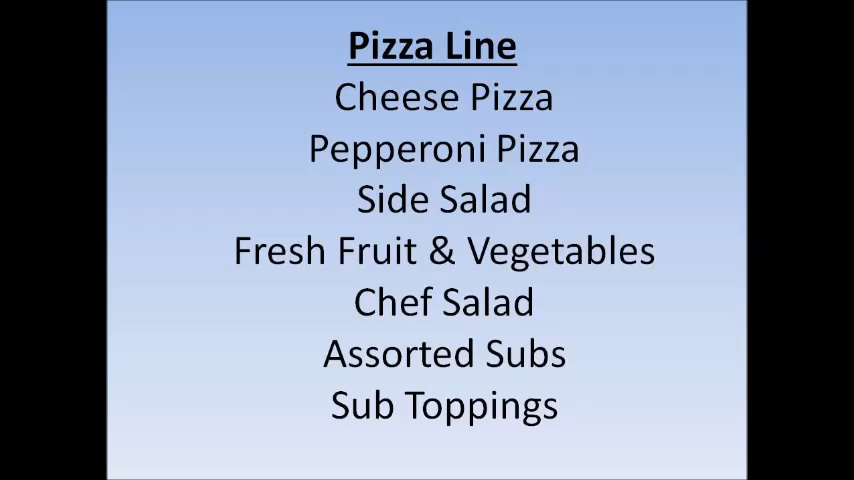 Pizza Line
Cheese Pizza
Pepperoni Pizza
Side Salad
Fresh Fruit & Vegetables
Chef Salad
Assorted Subs
Sub Toppings